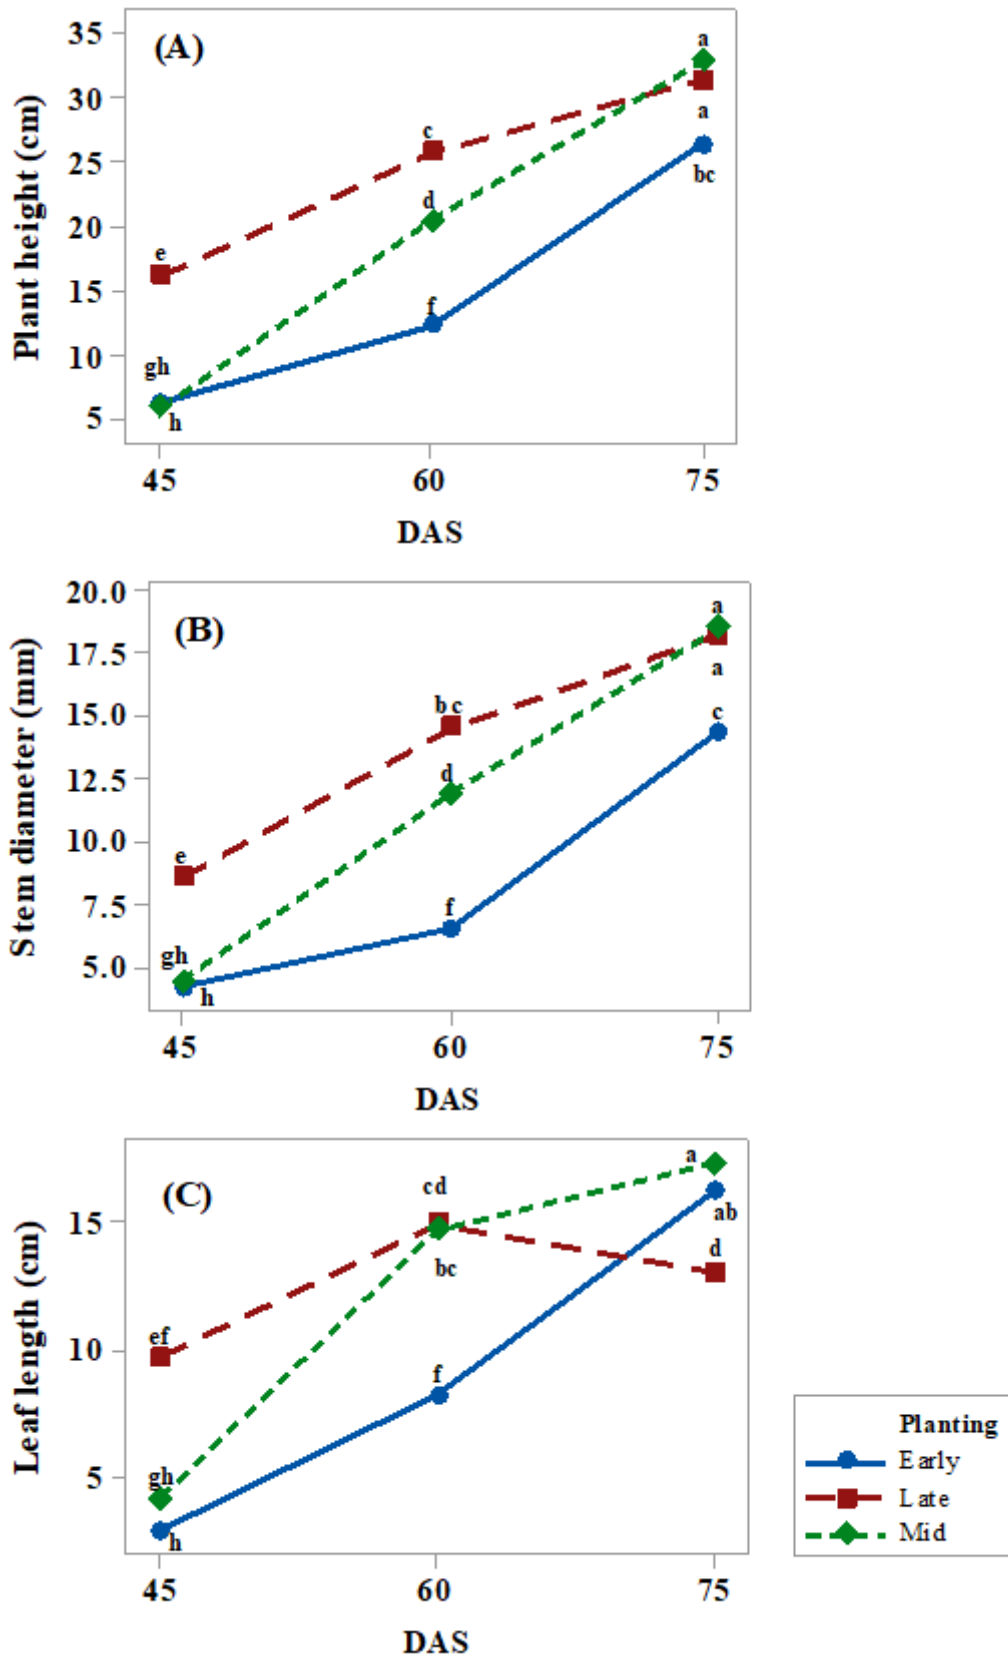 (A)
Plant height (cm)
35
30
25
20
15
10
5
a
a
bc
c
d
f
e
gh
h
45 60 75
DAS
(B)
Stem diameter (mm)
20.0
17.5
15.0
12.5
10.0
7.5
5.0
a
a
c
b c
d
f
e
gh
h
45 60 75
DAS
(C)
Leaf length (cm)
15
10
5
a
ab
d
cd
bc
f
ef
gh
h
45 60 75
DAS
Planting
Early
Late
Mid